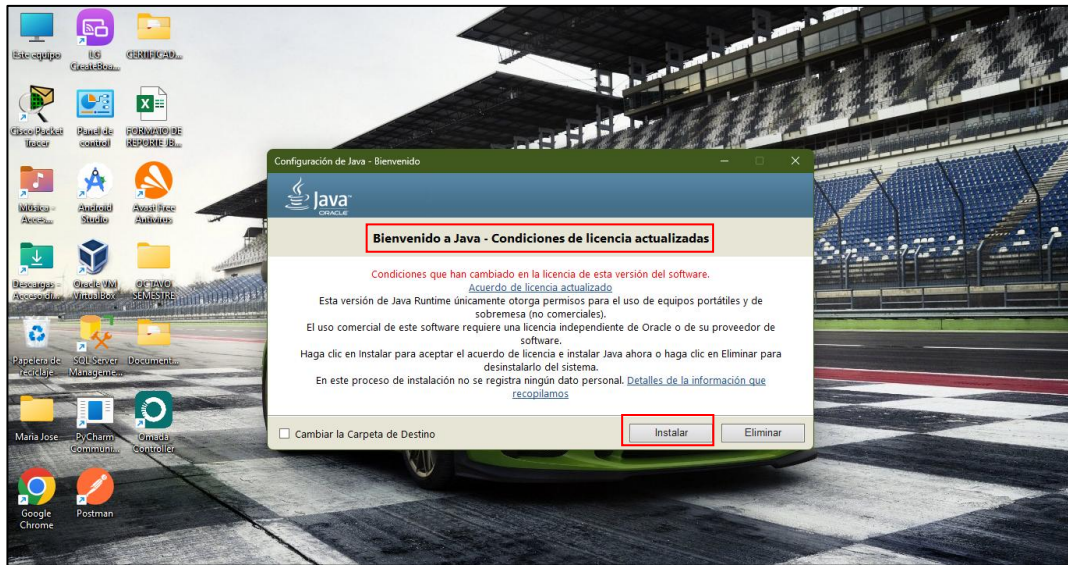 Este equipo
LG
CreateBoa...
CERTIFICAD...
Cisco Packet
Tracer
Panel de
control
FORMATO DE
REPORTE (B...
Música -
Acces...
Android
Studio
Avast Free
Antivirus
Descargas -
Acceso di...
Oracle VM
VirtualBox
OCTAVO
SEMESTRE
Papelera de
reciclaje
SQL Server
Manageme...
Document...
Maria Jose
PyCharm
Communi...
Omada
Controller
Google
Chrome
Postman
Configuración de Java - Bienvenido
Java™
ORACLE
Bienvenido a Java - Condiciones de licencia actualizadas
Condiciones que han cambiado en la licencia de esta versión del software.
Acuerdo de licencia actualizado
Esta versión de Java Runtime únicamente otorga permisos para el uso de equipos portátiles y de
sobremesa (no comerciales).
El uso comercial de este software requiere una licencia independiente de Oracle o de su proveedor de
software.
Haga clic en Instalar para aceptar el acuerdo de licencia e instalar Java ahora o haga clic en Eliminar para
desinstalarlo del sistema.
En este proceso de instalación no se registra ningún dato personal. Detalles de la información que
recopilamos
Cambiar la Carpeta de Destino
Instalar
Eliminar